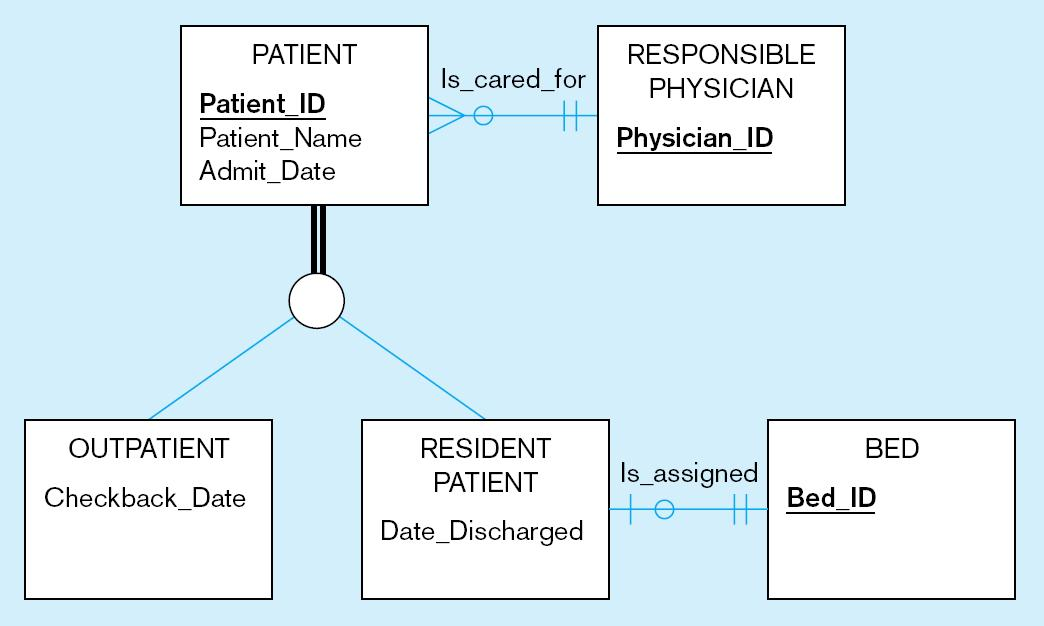 PATIENT
Patient_ID
Patient_Name
Admit_Date
Is_cared_for
RESPONSIBLE
PHYSICIAN
Physician_ID
OUTPATIENT
Checkback_Date
RESIDENT
PATIENT
Date_Discharged
Is_assigned
BED
Bed_ID